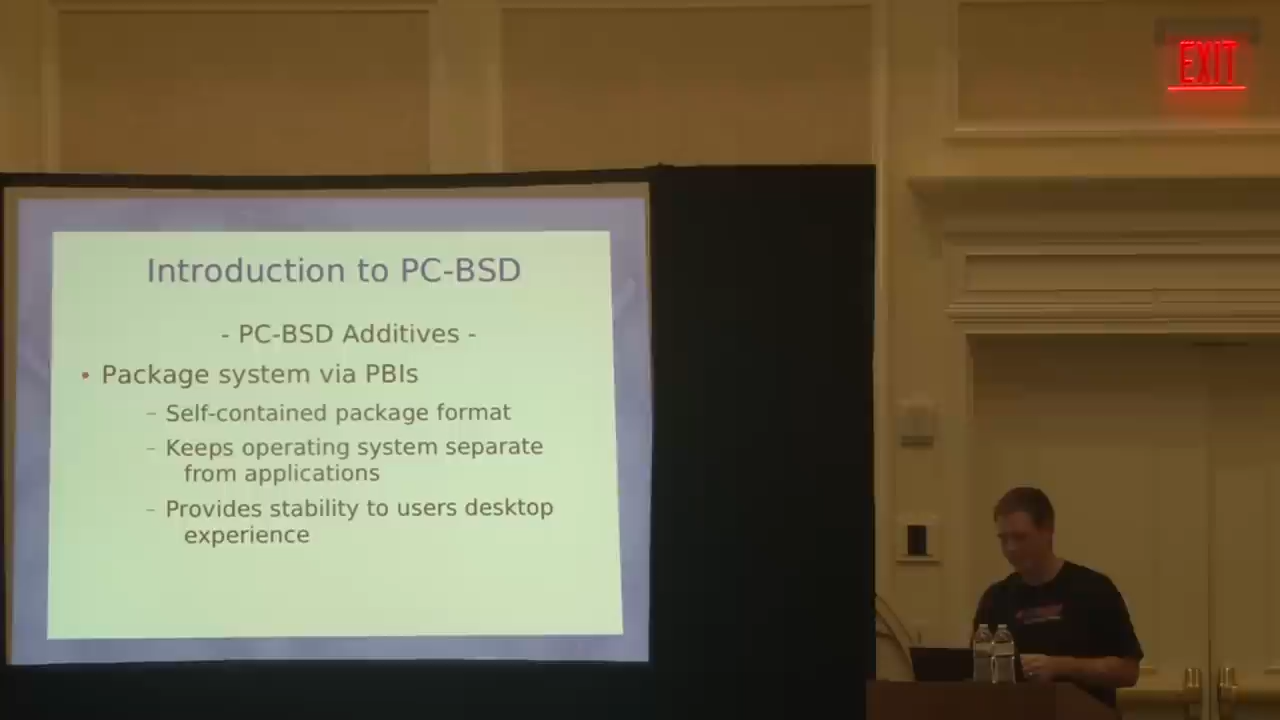 EXIT
Introduction to PC-BSD
- PC-BSD Additives -
• Package system via PBIs
– Self-contained package format
– Keeps operating system separate
from applications
– Provides stability to users desktop
experience